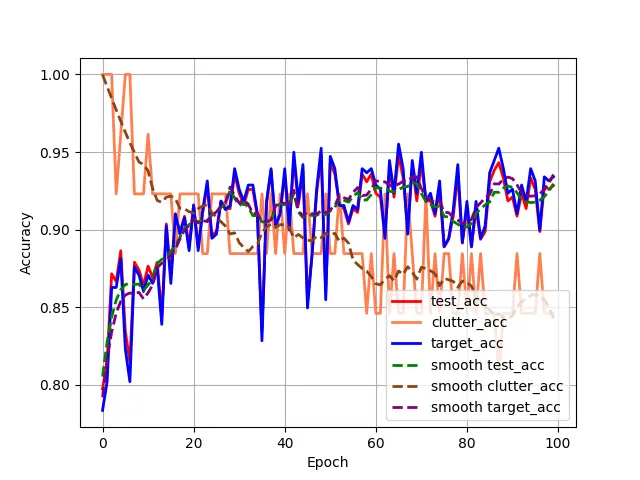 1.00
0.95
0.90
0.85
0.80
Accuracy
0
20
40
60
80
100
Epoch
test_acc
clutter_acc
target_acc
smooth test_acc
smooth clutter_acc
smooth target_acc